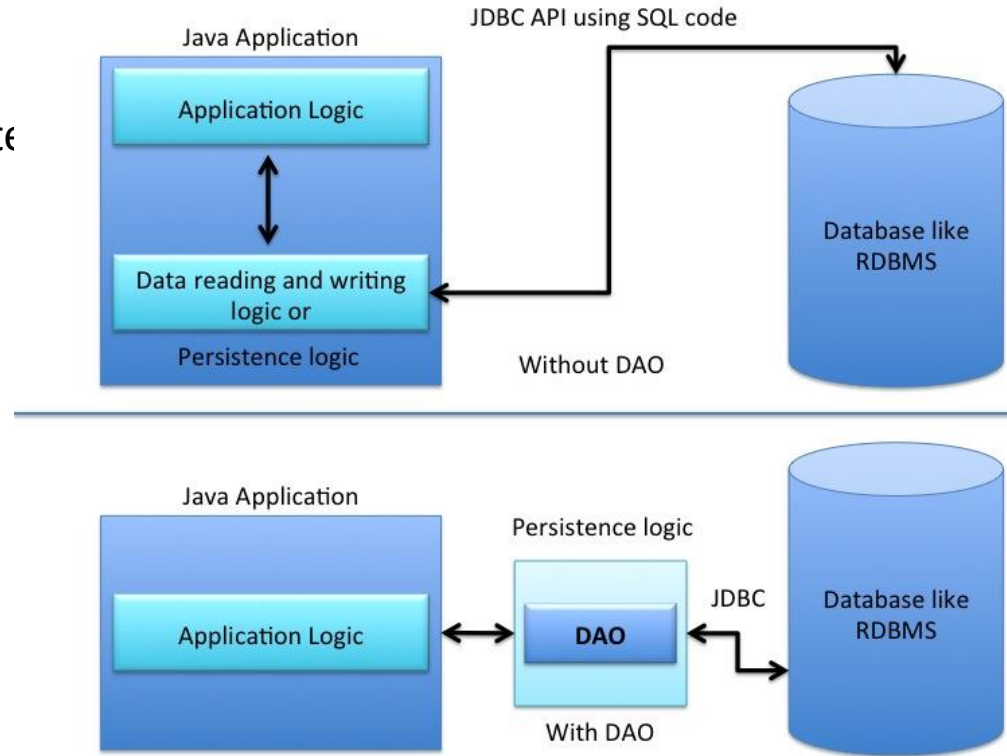 JDBC API using SQL code
Java Application
Application Logic
Data reading and writing
logic or
Persistence logic
Database like
RDBMS
Without DAO
Java Application
Persistence logic
Application Logic
DAO
JDBC
Database like
RDBMS
With DAO